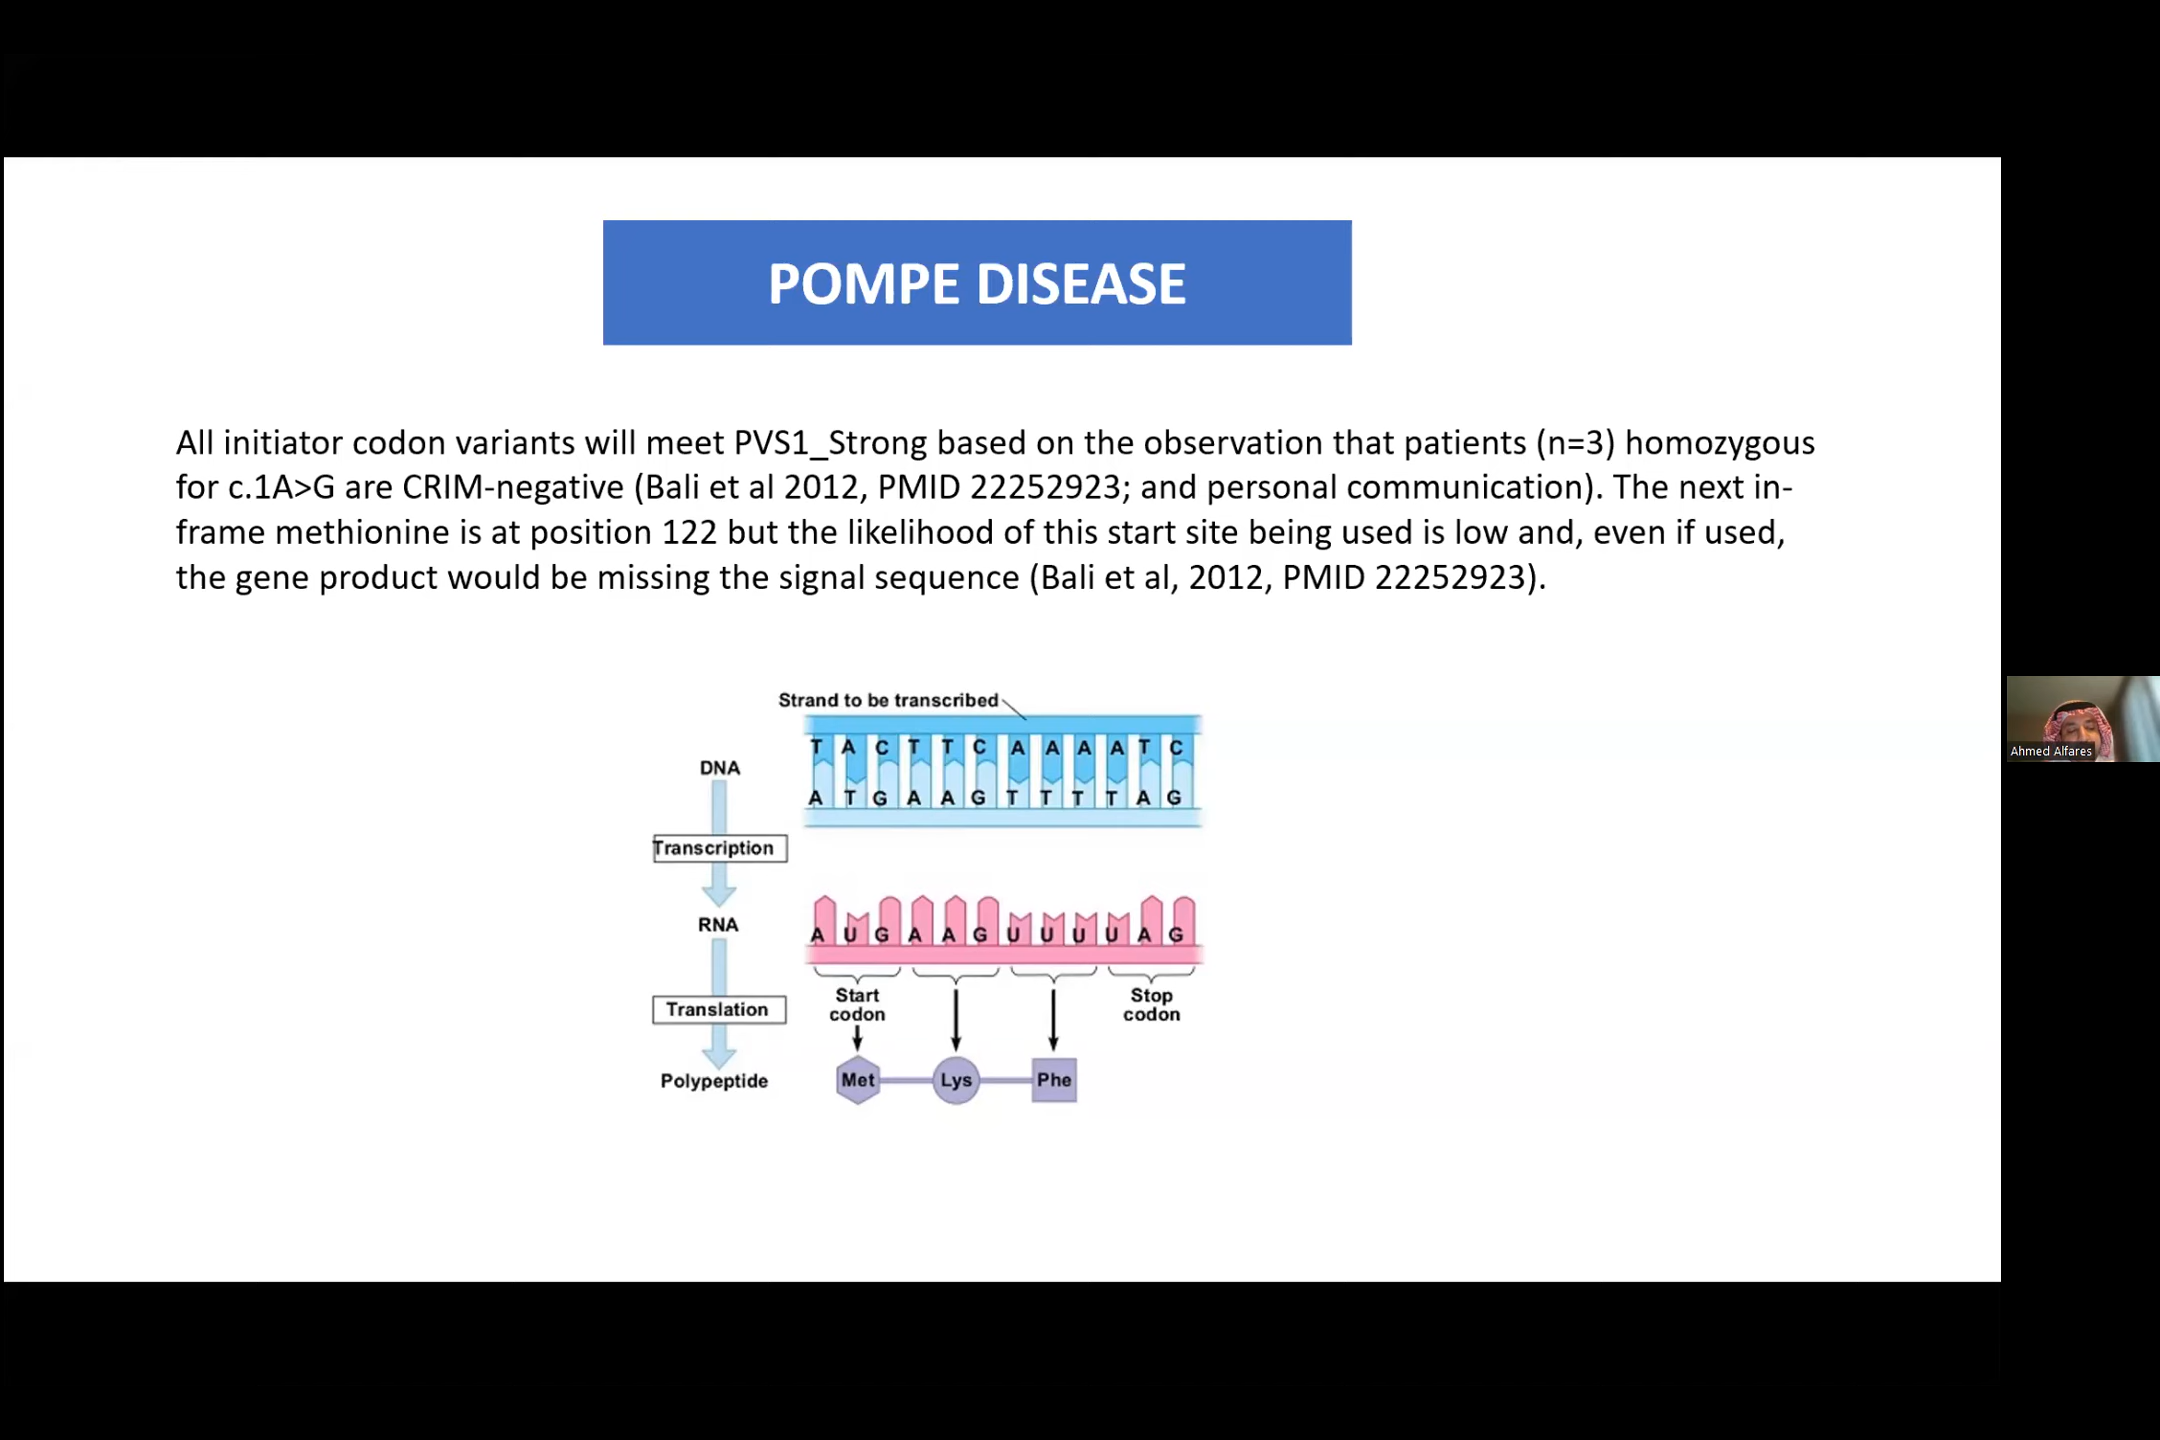 POMPE DISEASE
All initiator codon variants will meet PVS1_Strong based on the observation that patients (n=3) homozygous
for c.1A>G are CRIM-negative (Bali et al 2012, PMID 22252923; and personal communication). The next in-
frame methionine is at position 122 but the likelihood of this start site being used is low and, even if used,
the gene product would be missing the signal sequence (Bali et al, 2012, PMID 22252923).
Strand to be transcribed
T A C T T C A A A A T C
DNA
A T G A A G T T T T A G
Transcription
RNA
A U G A A G U U U U A G
Start
codon
Stop
codon
Translation
Polypeptide
Met
Lys
Phe
Ahmed Alfares